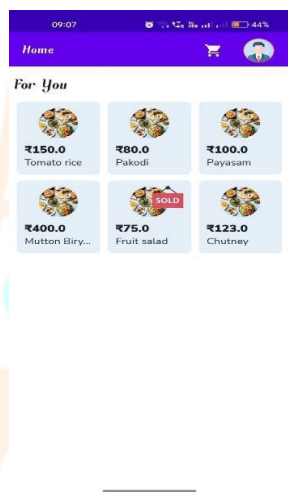 09:07
44%
Home
For You
₹150.0
Tomato rice
₹80.0
Pakodi
₹100.0
Payasam
₹400.0
Mutton Biry...
SOLD
₹75.0
Fruit salad
₹123.0
Chutney